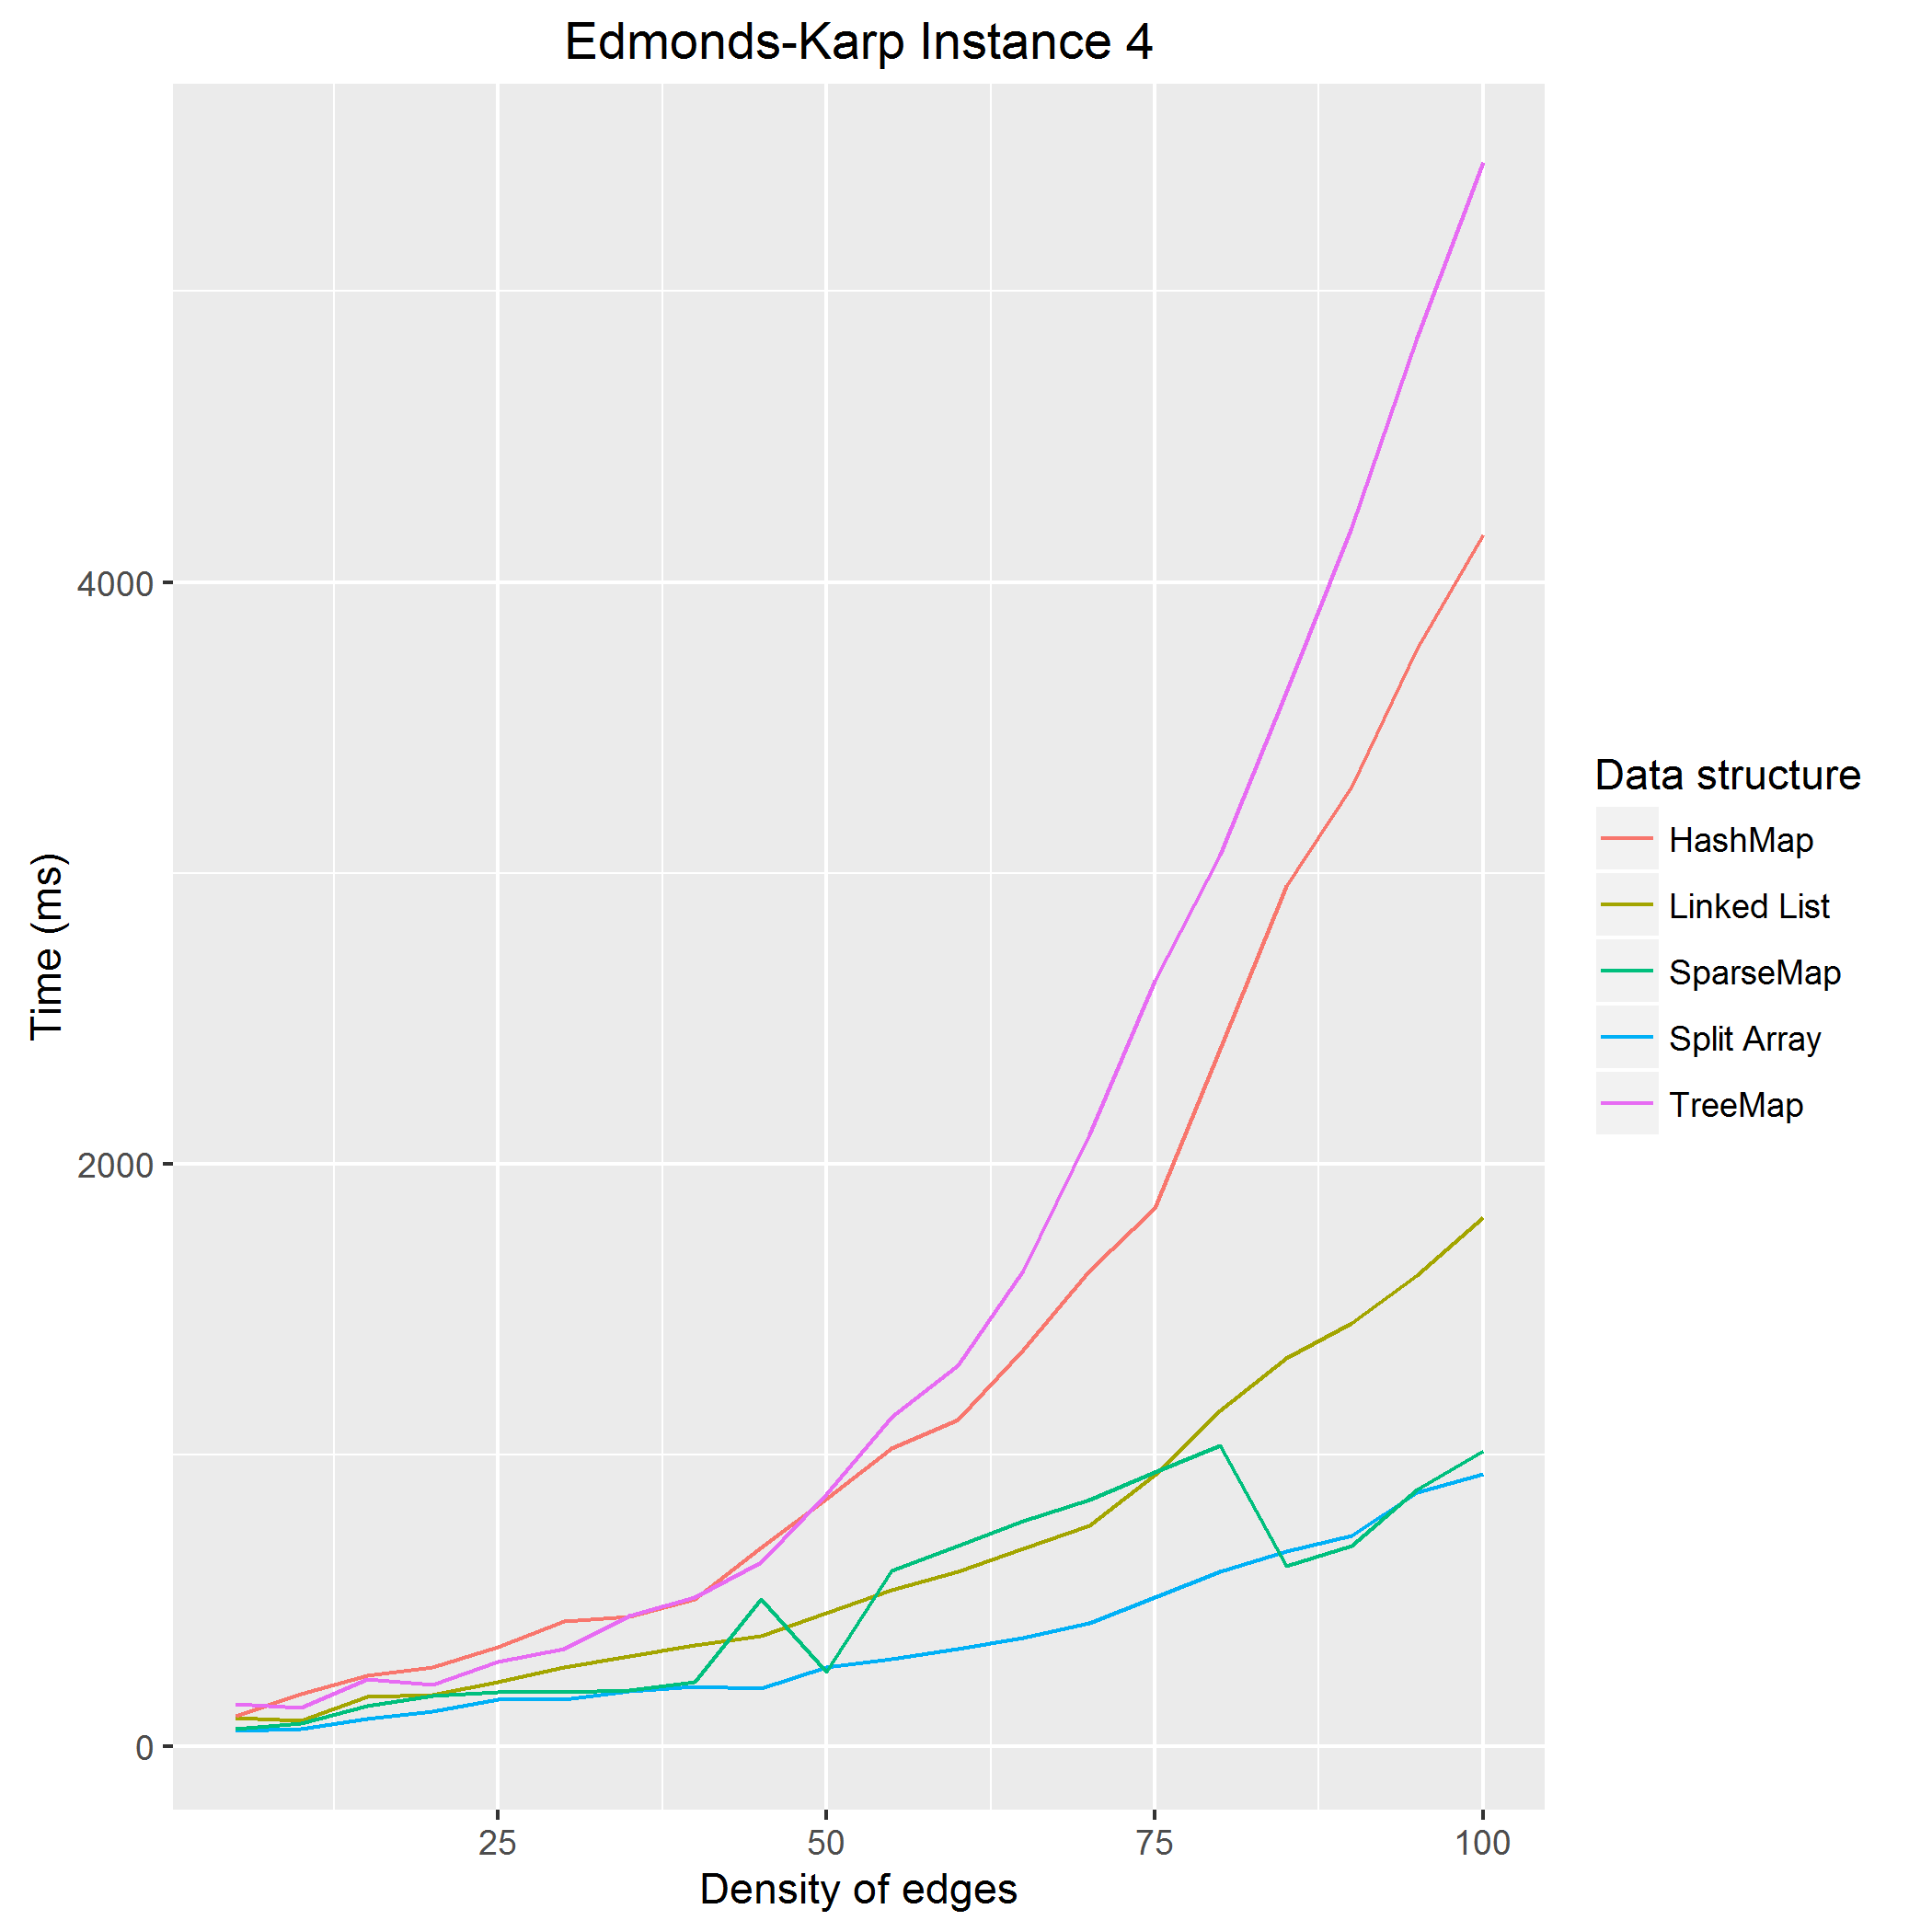 Edmonds-Karp Instance 4
Time (ms)
4000
2000
0
25 50 75 100
Density of edges
Data structure
HashMap
Linked List
SparseMap
Split Array
TreeMap